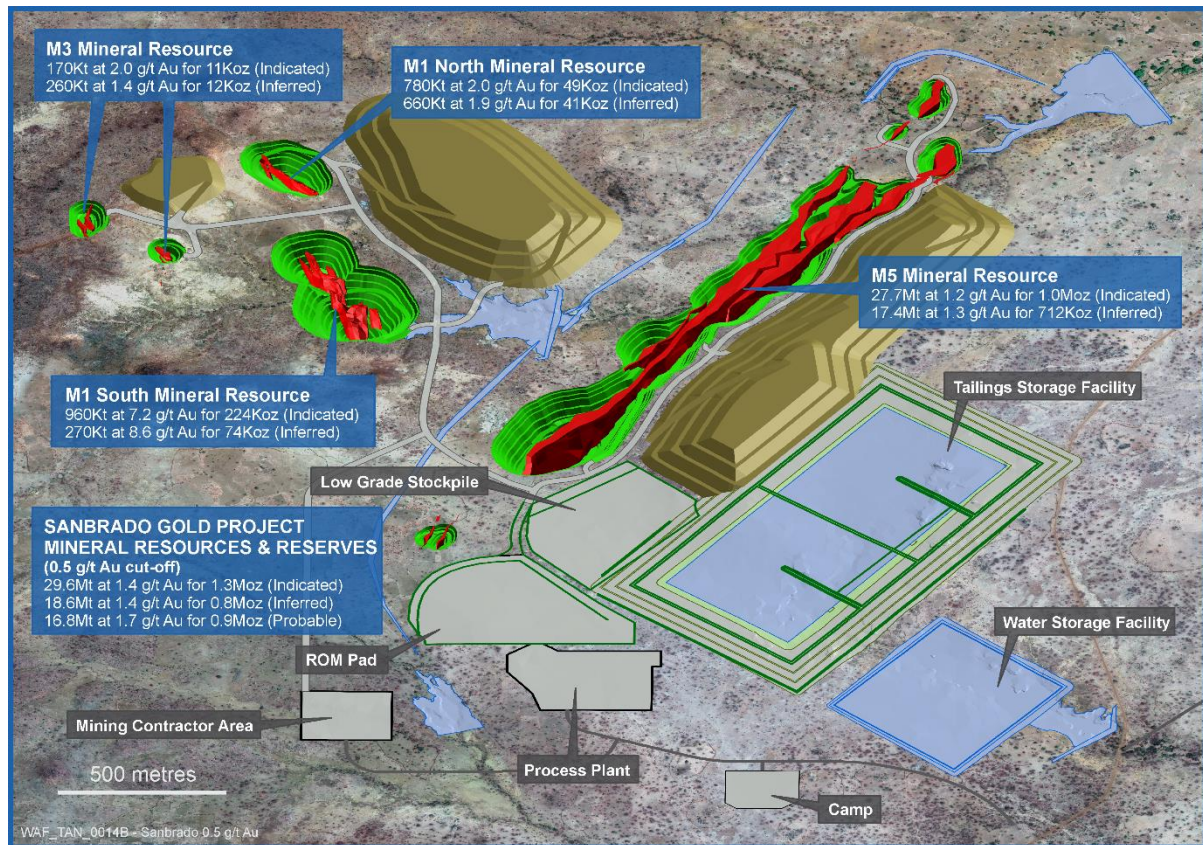 M3 Mineral Resource
170Kt at 2.0 g/t Au for 11Koz (Indicated)
260Kt at 1.4 g/t Au for 12Koz (Inferred)
M1 North Mineral Resource
780Kt at 2.0 g/t Au for 49Koz (Indicated)
660Kt at 1.9 g/t Au for 41Koz (Inferred)
M5 Mineral Resource
27.7Mt at 1.2 g/t Au for 1.0Moz (Indicated)
17.4Mt at 1.3 g/t Au for 712Koz (Inferred)
M1 South Mineral Resource
960Kt at 7.2 g/t Au for 224Koz (Indicated)
270Kt at 8.6 g/t Au for 74Koz (Inferred)
Tailings Storage Facility
Low Grade Stockpile
SANBRADO GOLD PROJECT
MINERAL RESOURCES & RESERVES
(0.5 g/t Au cut-off)
29.6Mt at 1.4 g/t Au for 1.3Moz (Indicated)
18.6Mt at 1.4 g/t Au for 0.8Moz (Inferred)
16.8Mt at 1.7 g/t Au for 0.9Moz (Probable)
Water Storage Facility
ROM Pad
Mining Contractor Area
Process Plant
500 metres
Camp
WAF_TAN_0014B - Sanbrado 0.5 g/t Au